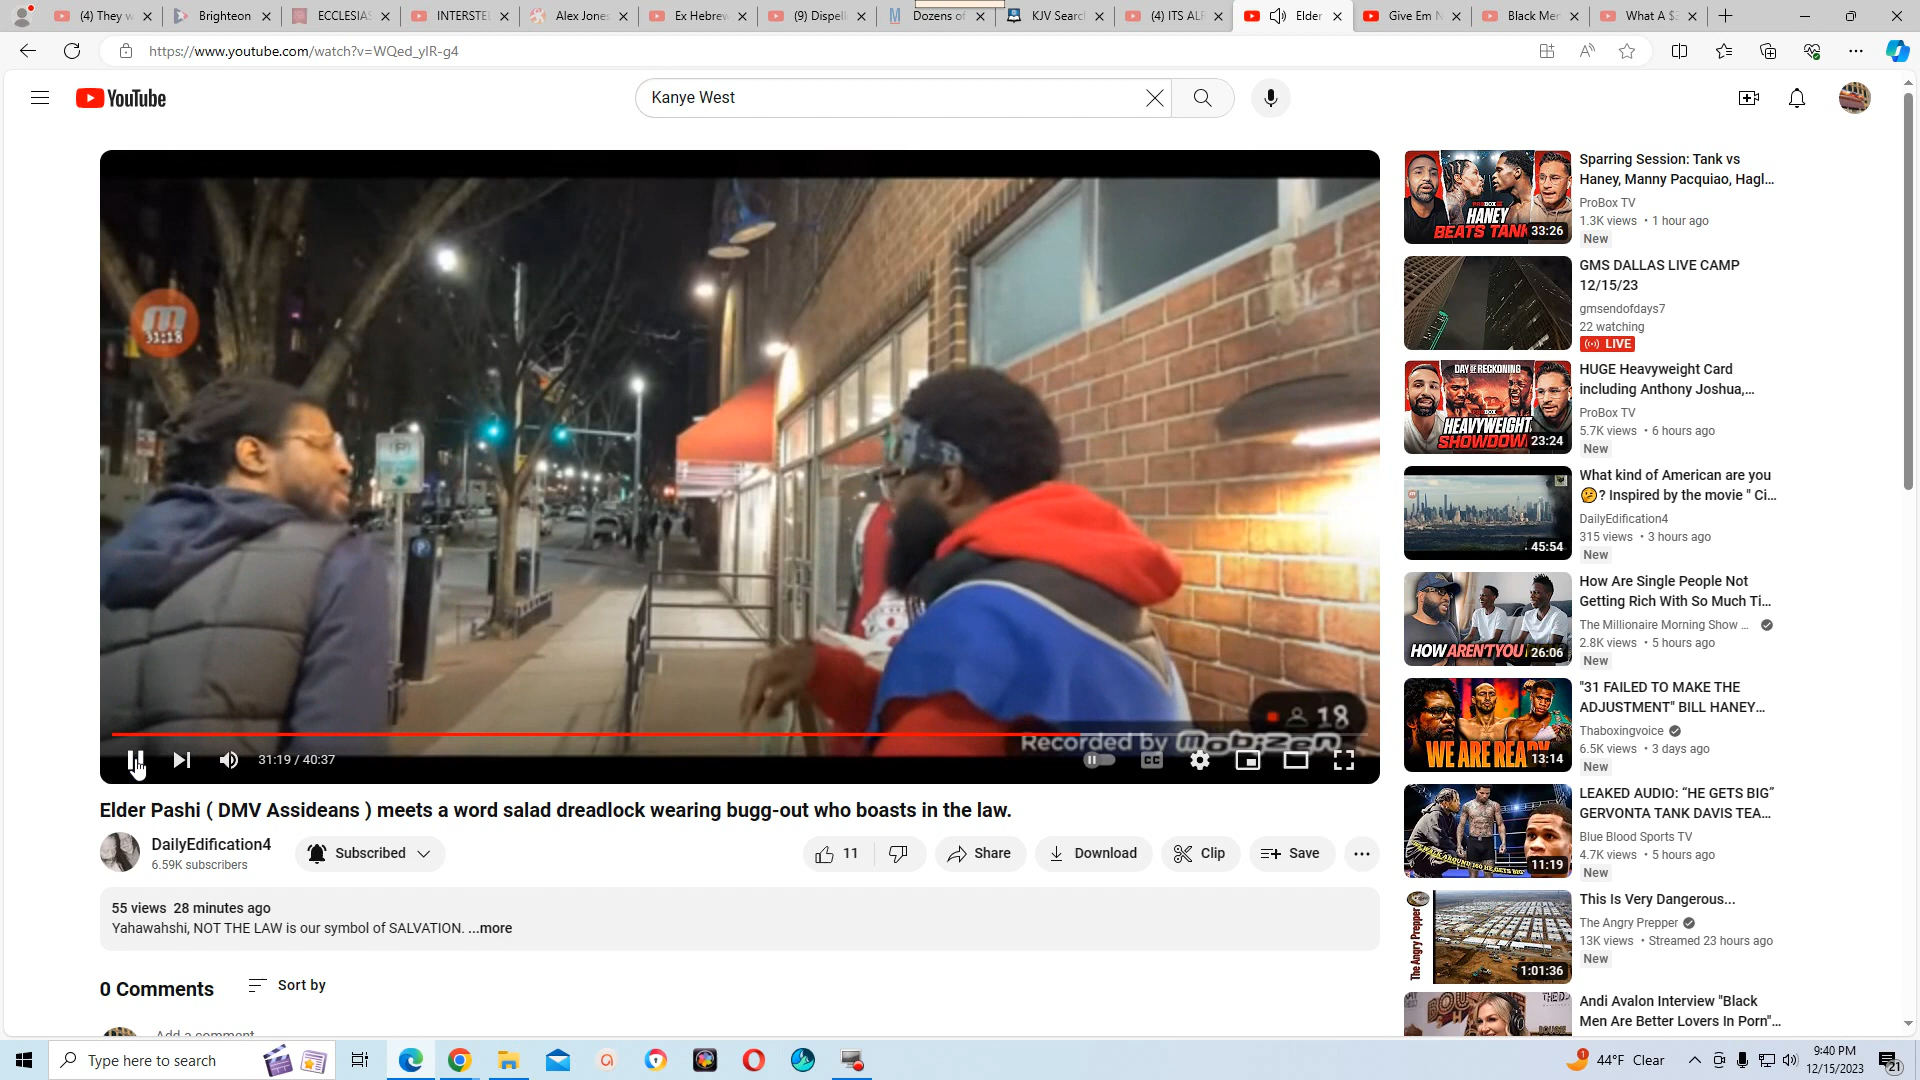 (4) They w
Brighteon
ECCLESIAS
INTERSTEL
Alex Jones
Ex Hebrew
(9) Dispell
Dozens of
KJV Searc
(4) ITS ALR
Elder
Give Em N
Black Men
What A $
https://www.youtube.com/watch?v=WQed_yIR-g4
YouTube
Kanye West
31:18
18
Recorded by MOBIZEN
31:19 / 40:37
CC
Elder Pashi ( DMV Assideans ) meets a word salad dreadlock wearing bugg-out who boasts in the law.
DailyEdification4
6.59K subscribers
Subscribed
11
Share
Download
Clip
Save
55 views 28 minutes ago
Yahawahshi, NOT THE LAW is our symbol of SALVATION. ...more
0 Comments
Sort by
Add a comment
HANEY
BEATS TANK
33:26
Sparring Session: Tank vs
Haney, Manny Pacquiao, Hagl...
ProBox TV
1.3K views • 1 hour ago
New
GMS DALLAS LIVE CAMP
12/15/23
gmsendofdays7
22 watching
LIVE
DAY OF RECKONING
HEAVYWEIGHT
SHOWDOWN
23:24
HUGE Heavyweight Card
including Anthony Joshua,...
ProBox TV
5.7K views • 6 hours ago
New
45:54
What kind of American are you
? Inspired by the movie " Ci...
DailyEdification4
315 views • 3 hours ago
New
HOW AREN'T YOU
26:06
How Are Single People Not
Getting Rich With So Much Ti...
The Millionaire Morning Show ...
2.8K views • 5 hours ago
New
WE ARE READY
13:14
"31 FAILED TO MAKE THE
ADJUSTMENT" BILL HANEY...
Thaboxingvoice
6.5K views • 3 days ago
New
11:19
LEAKED AUDIO: “HE GETS BIG”
GERVONTA TANK DAVIS TEA...
Blue Blood Sports TV
4.7K views • 5 hours ago
New
The Angry Prepper
1:01:36
This Is Very Dangerous...
The Angry Prepper
13K views • Streamed 23 hours ago
New
Andi Avalon Interview "Black
Men Are Better Lovers In Porn"...
Type here to search
44°F Clear
9:40 PM
12/15/2023
21